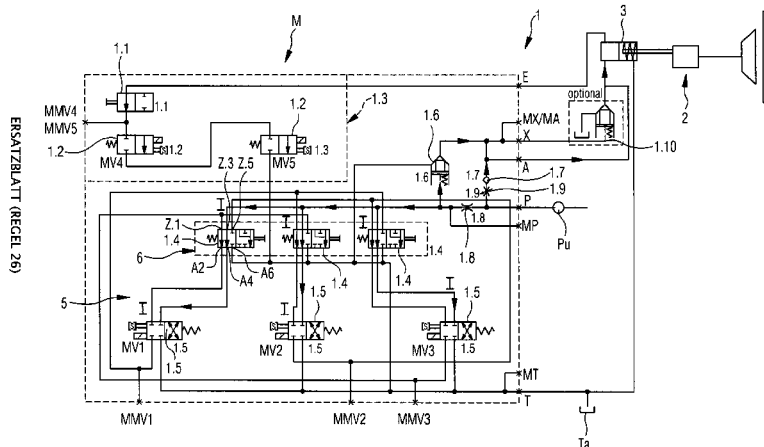 ERSATZBLATT (REGEL 26)
M
1
3
2
1.1
1.1
E
optional
MMV4
MMV5
1.2
1.2
1.3
1.2
1.3
MV4
MV5
1.6
1.6
MX/MA
X
1.10
A
1.7
1.7
1.9
1.9
Z.3
Z.5
Z.1
I
I
I
P
1.8
1.8
MP
Pu
1.4
6
A2
A4
A6
1.4
1.4
1.4
5
I
I
I
1.5
1.5
1.5
MV1
1.5
1.5
MV2
1.5
MV3
1.5
MT
T
MMV1
MMV2
MMV3
Ta